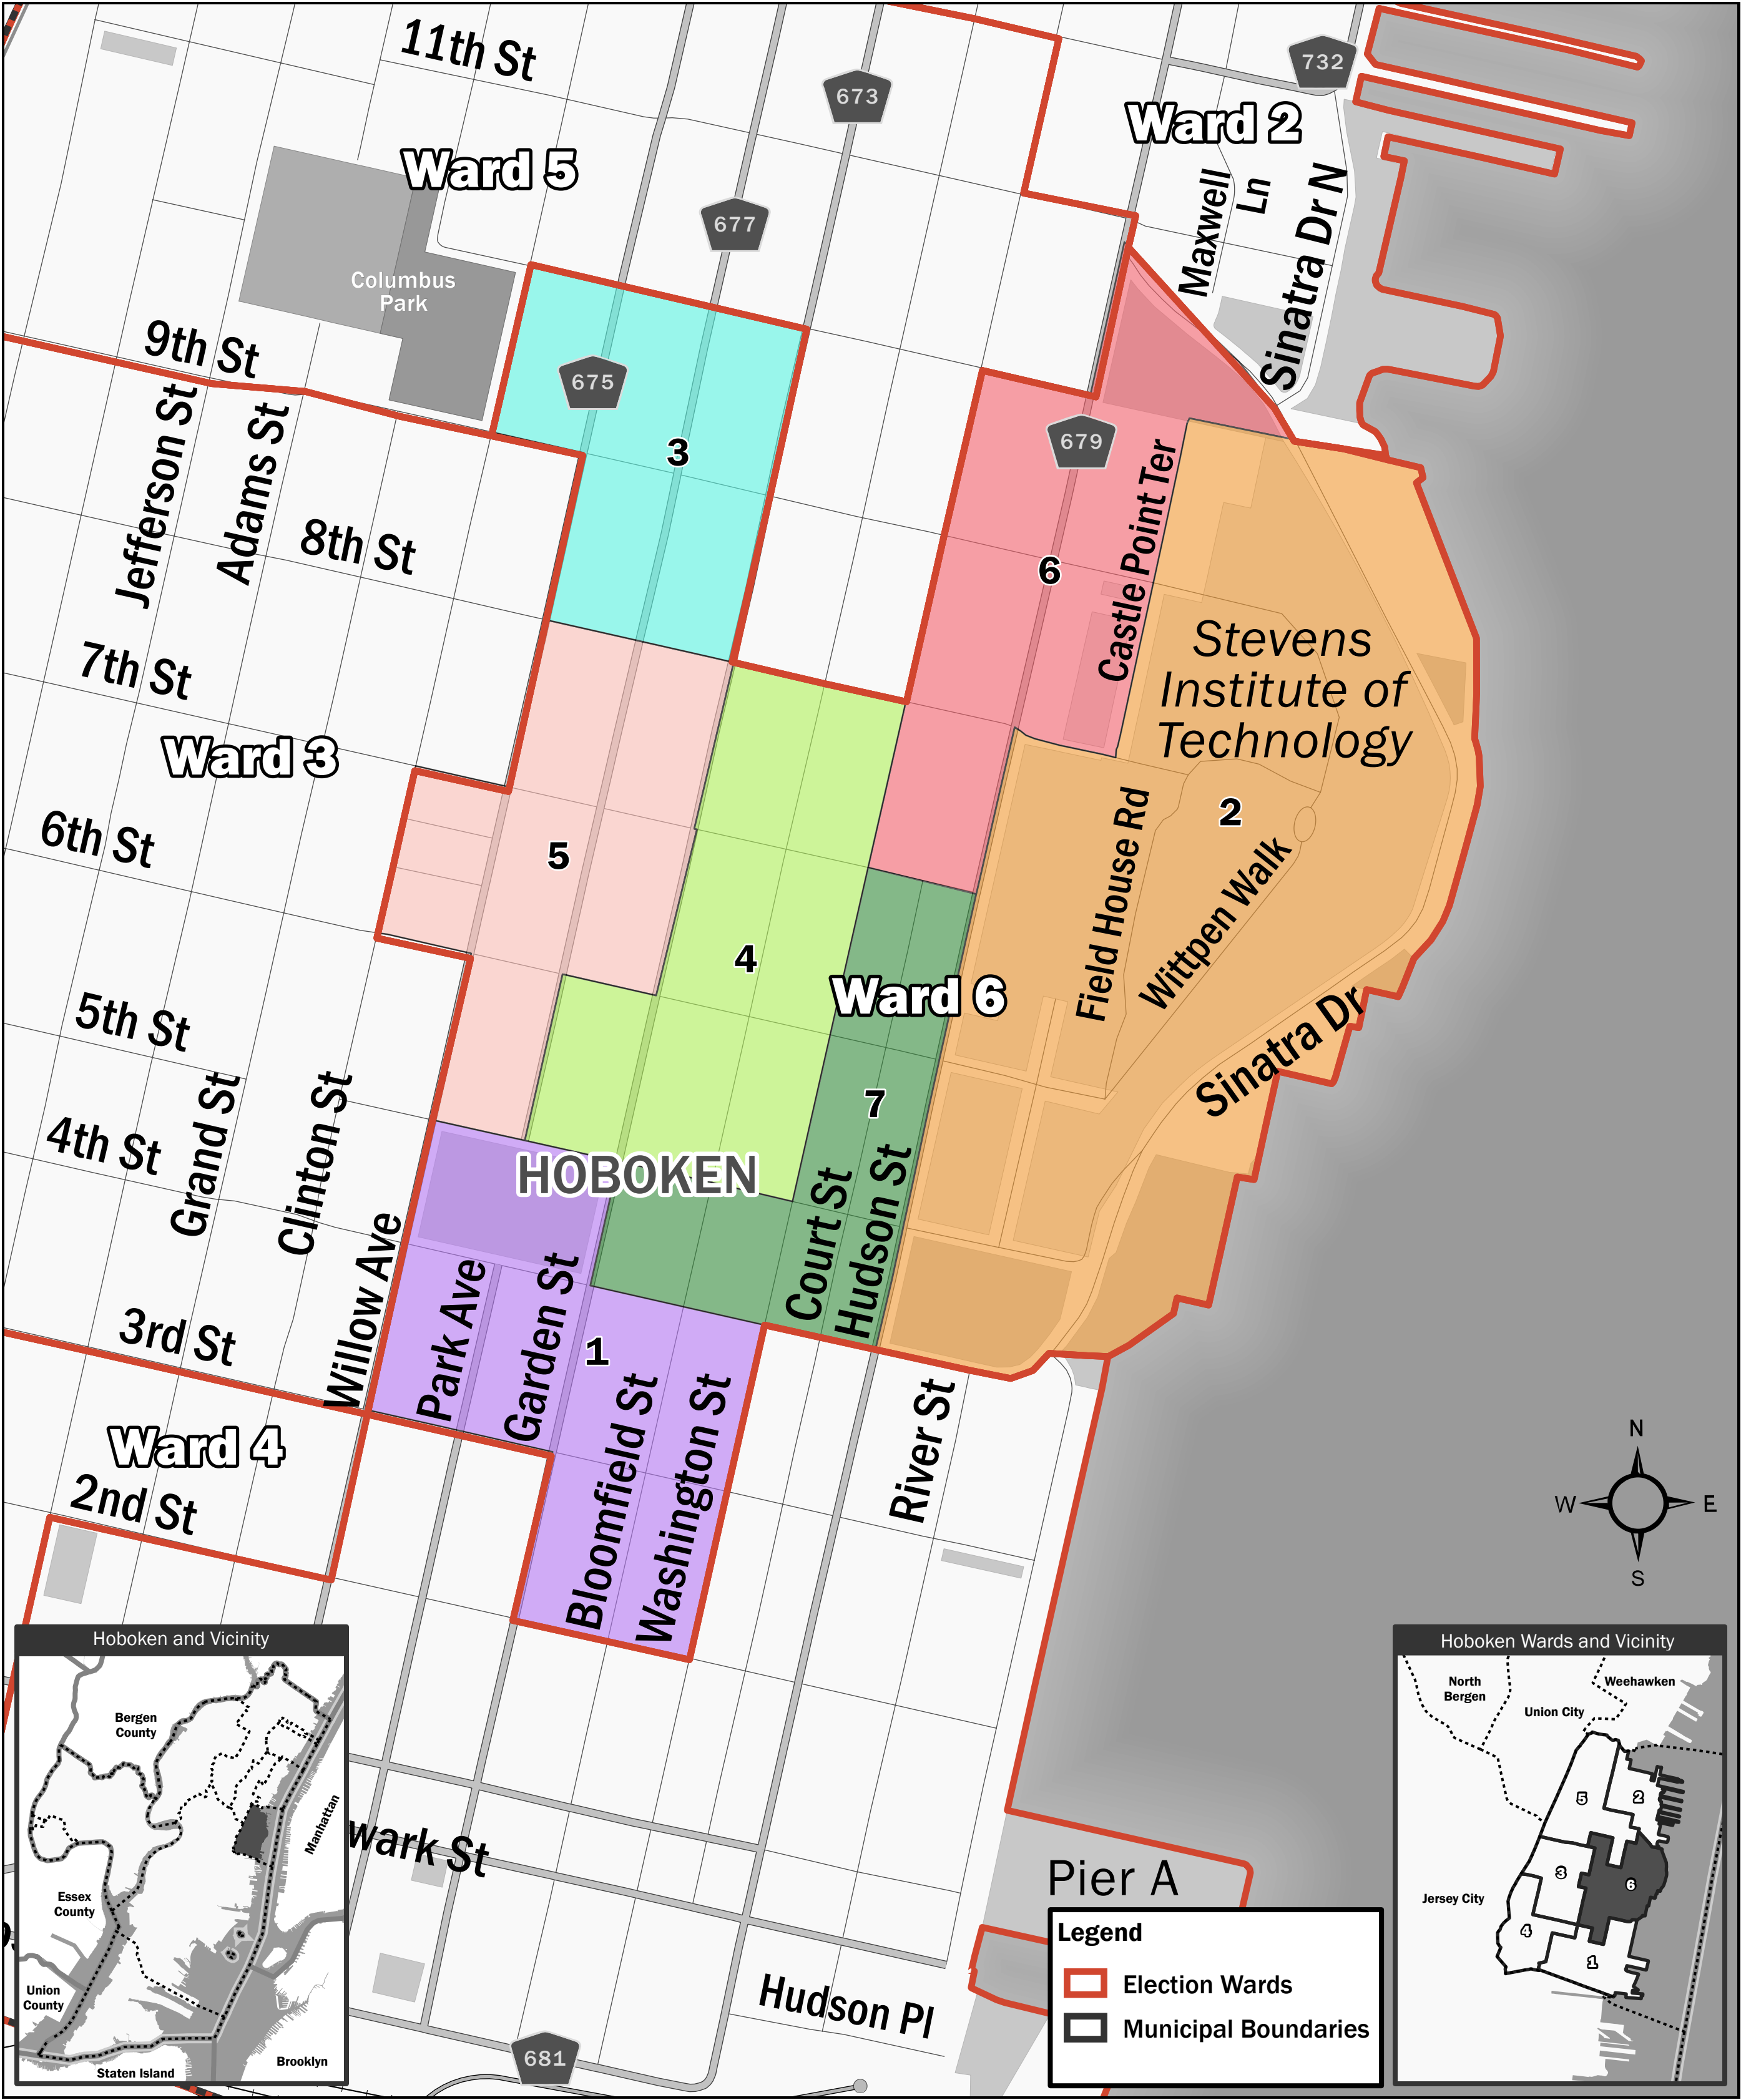 11th St
732
673
Ward 2
Ward 5
Maxwell
Ln
Sinatra Dr N
677
Columbus
Park
9th St
675
3
679
Jefferson St
Adams St
8th St
Castle Point Ter
6
Stevens
Institute of
Technology
7th St
Ward 3
6th St
5
2
Field House Rd
Wittpen Walk
4
Ward 6
5th St
Sinatra Dr
7
4th St
Grand St
Clinton St
HOBOKEN
Court St
Hudson St
3rd St
Willow Ave
Park Ave
Garden St
1
Bloomfield St
Washington St
River St
Ward 4
2nd St
N
W
E
S
Hoboken and Vicinity
Bergen
County
Manhattan
Essex
County
Union
County
Staten Island
Brooklyn
wark St
Hudson Pl
681
Pier A
Legend
Election Wards
Municipal Boundaries
Hoboken Wards and Vicinity
North
Bergen
Weehawken
Union City
5
2
3
6
Jersey City
4
1